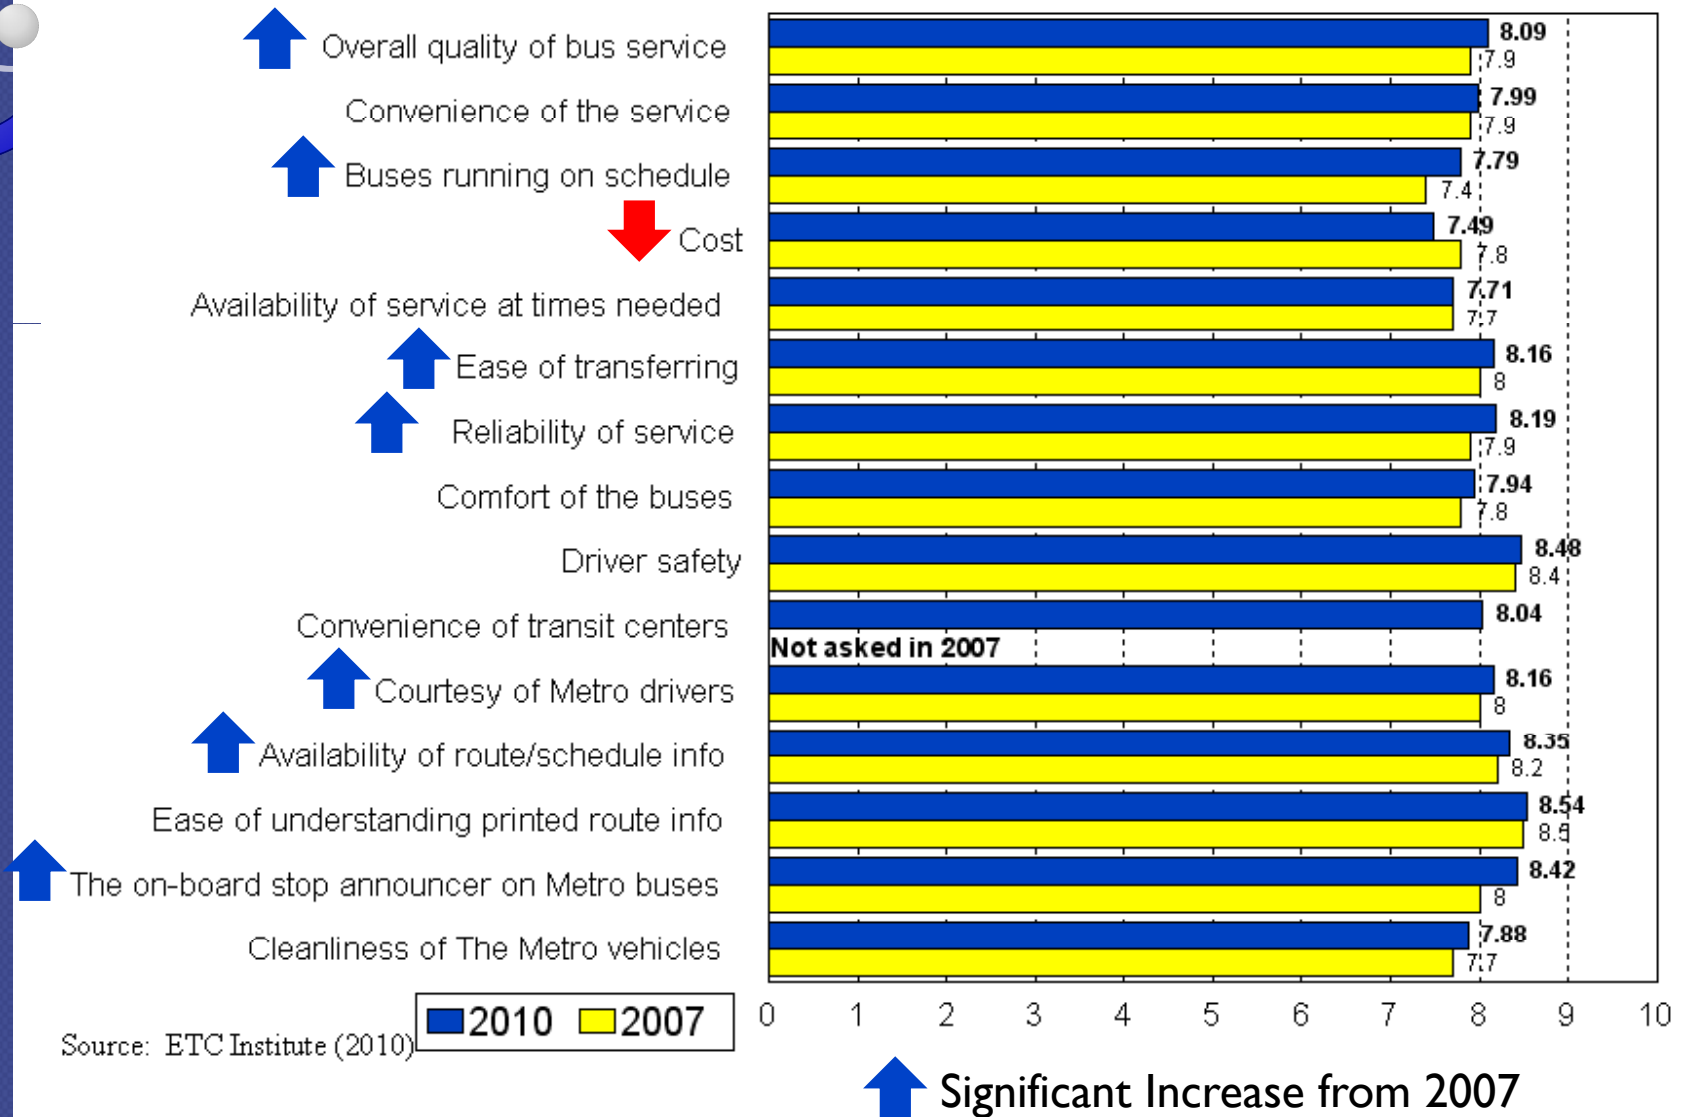 Overall quality of bus service
8.09
7.9
Convenience of the service
7.99
7.9
Buses running on schedule
7.79
7.4
Cost
7.49
7.8
Availability of service at times needed
7.71
7.7
Ease of transferring
8.16
8
Reliability of service
8.19
7.9
Comfort of the buses
7.94
7.8
Driver safety
8.48
8.4
Convenience of transit centers
8.04
Not asked in 2007
Courtesy of Metro drivers
8.16
8
Availability of route/schedule info
8.35
8.2
Ease of understanding printed route info
8.54
8.5
The on-board stop announcer on Metro buses
8.42
8
Cleanliness of The Metro vehicles
7.88
7.7
0 1 2 3 4 5 6 7 8 9 10
2010 2007
Source: ETC Institute (2010)
Significant Increase from 2007